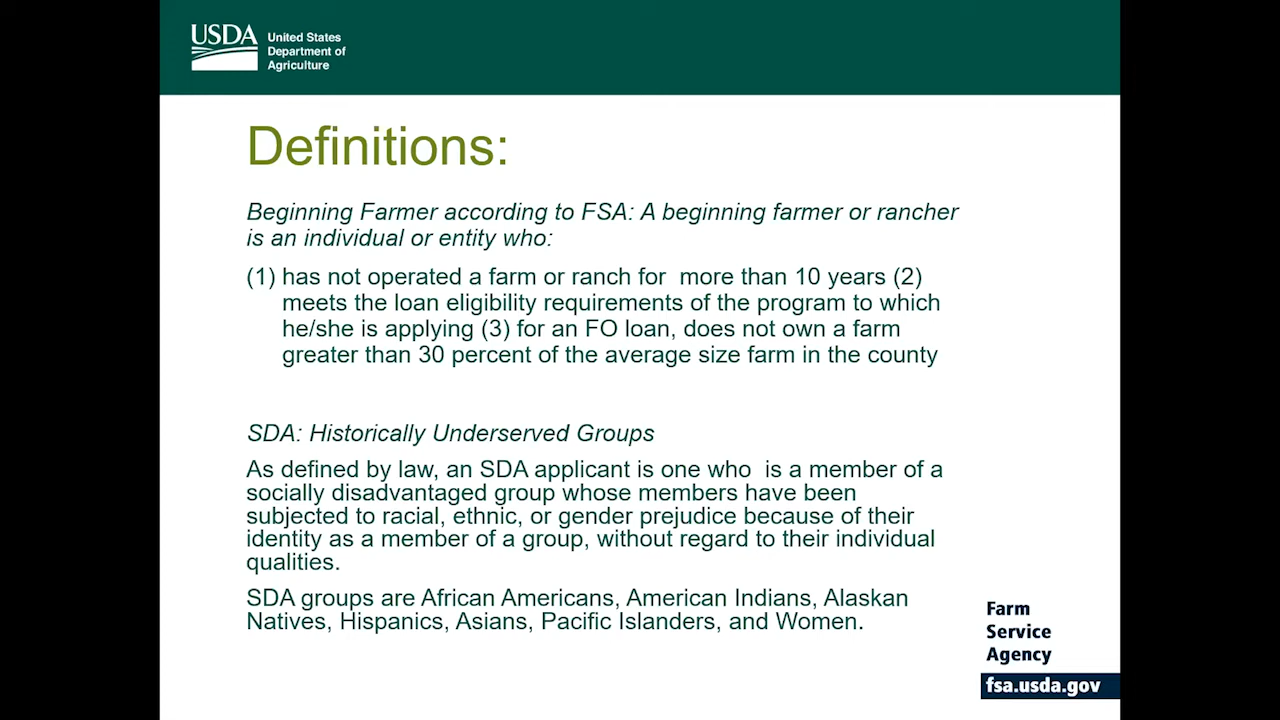 USDA
United States
Department of
Agriculture
Definitions:
Beginning Farmer according to FSA: A beginning farmer or rancher
is an individual or entity who:
(1) has not operated a farm or ranch for  more than 10 years (2)
meets the loan eligibility requirements of the program to which
he/she is applying (3) for an FO loan, does not own a farm
greater than 30 percent of the average size farm in the county
SDA: Historically Underserved Groups
As defined by law, an SDA applicant is one who  is a member of a
socially disadvantaged group whose members have been
subjected to racial, ethnic, or gender prejudice because of their
identity as a member of a group, without regard to their individual
qualities.
SDA groups are African Americans, American Indians, Alaskan
Natives, Hispanics, Asians, Pacific Islanders, and Women.
Farm
Service
Agency
fsa.usda.gov